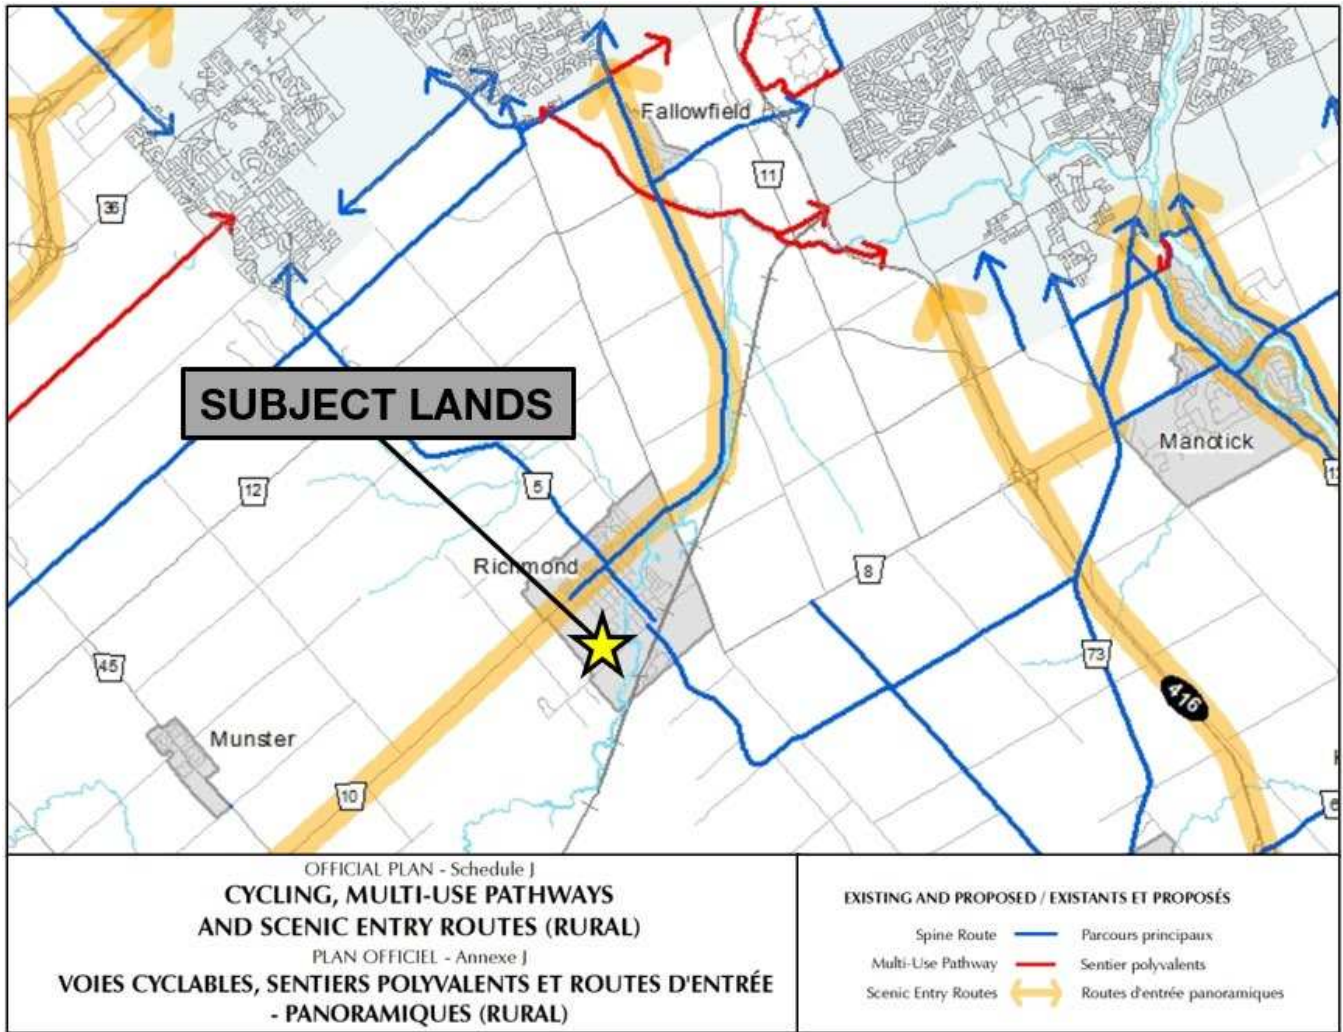 Fallowfield
11
36
SUBJECT LANDS
Manotick
12
5
Richmond
8
45
73
416
Munster
10
OFFICIAL PLAN - Schedule J
CYCLING, MULTI-USE PATHWAYS
AND SCENIC ENTRY ROUTES (RURAL)
PLAN OFFICIEL - Annexe J
VOIES CYCLABLES, SENTIERS POLYVALENTS ET ROUTES D'ENTRÉE
- PANORAMIQUES (RURAL)
EXISTING AND PROPOSED / EXISTANTS ET PROPOSÉS
Spine Route Parcours principaux
Multi-Use Pathway Sentier polyvalents
Scenic Entry Routes Routes d'entrée panoramiques